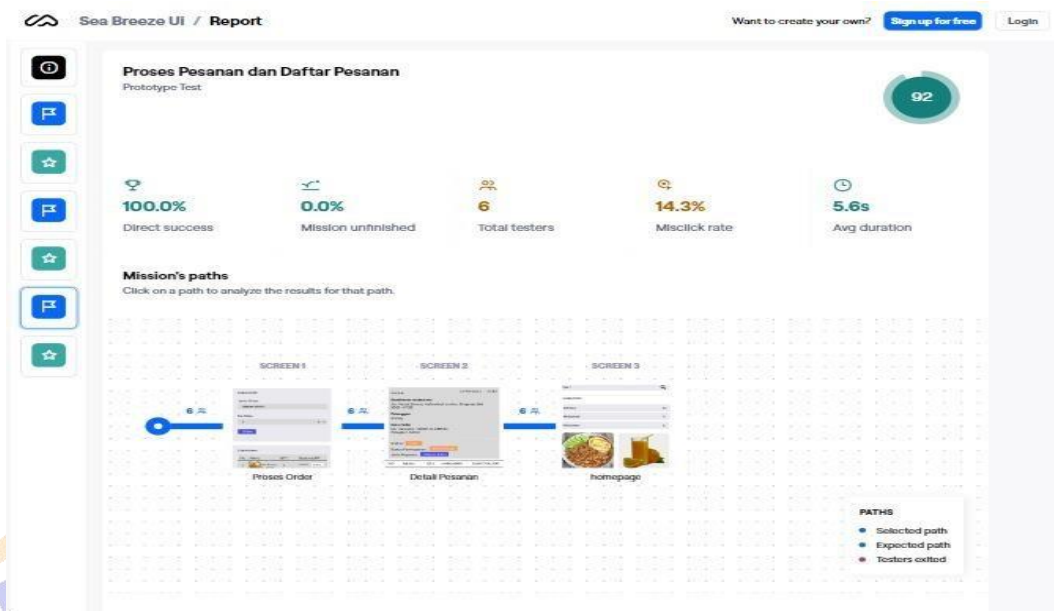 Sea Breeze UI / Report
Want to create your own?
Sign up for free
Login
Proses Pesanan dan Daftar Pesanan
Prototype Test
92
100.0%
Direct success
0.0%
Mission unfinished
6
Total testers
14.3%
Misclick rate
5.6s
Avg duration
Mission's paths
Click on a path to analyze the results for that path.
SCREEN 1
SCREEN 2
SCREEN 3
6
6
6
Proses Order
Detail Pesanan
homepage
PATHS
Selected path
Expected path
Testers exited